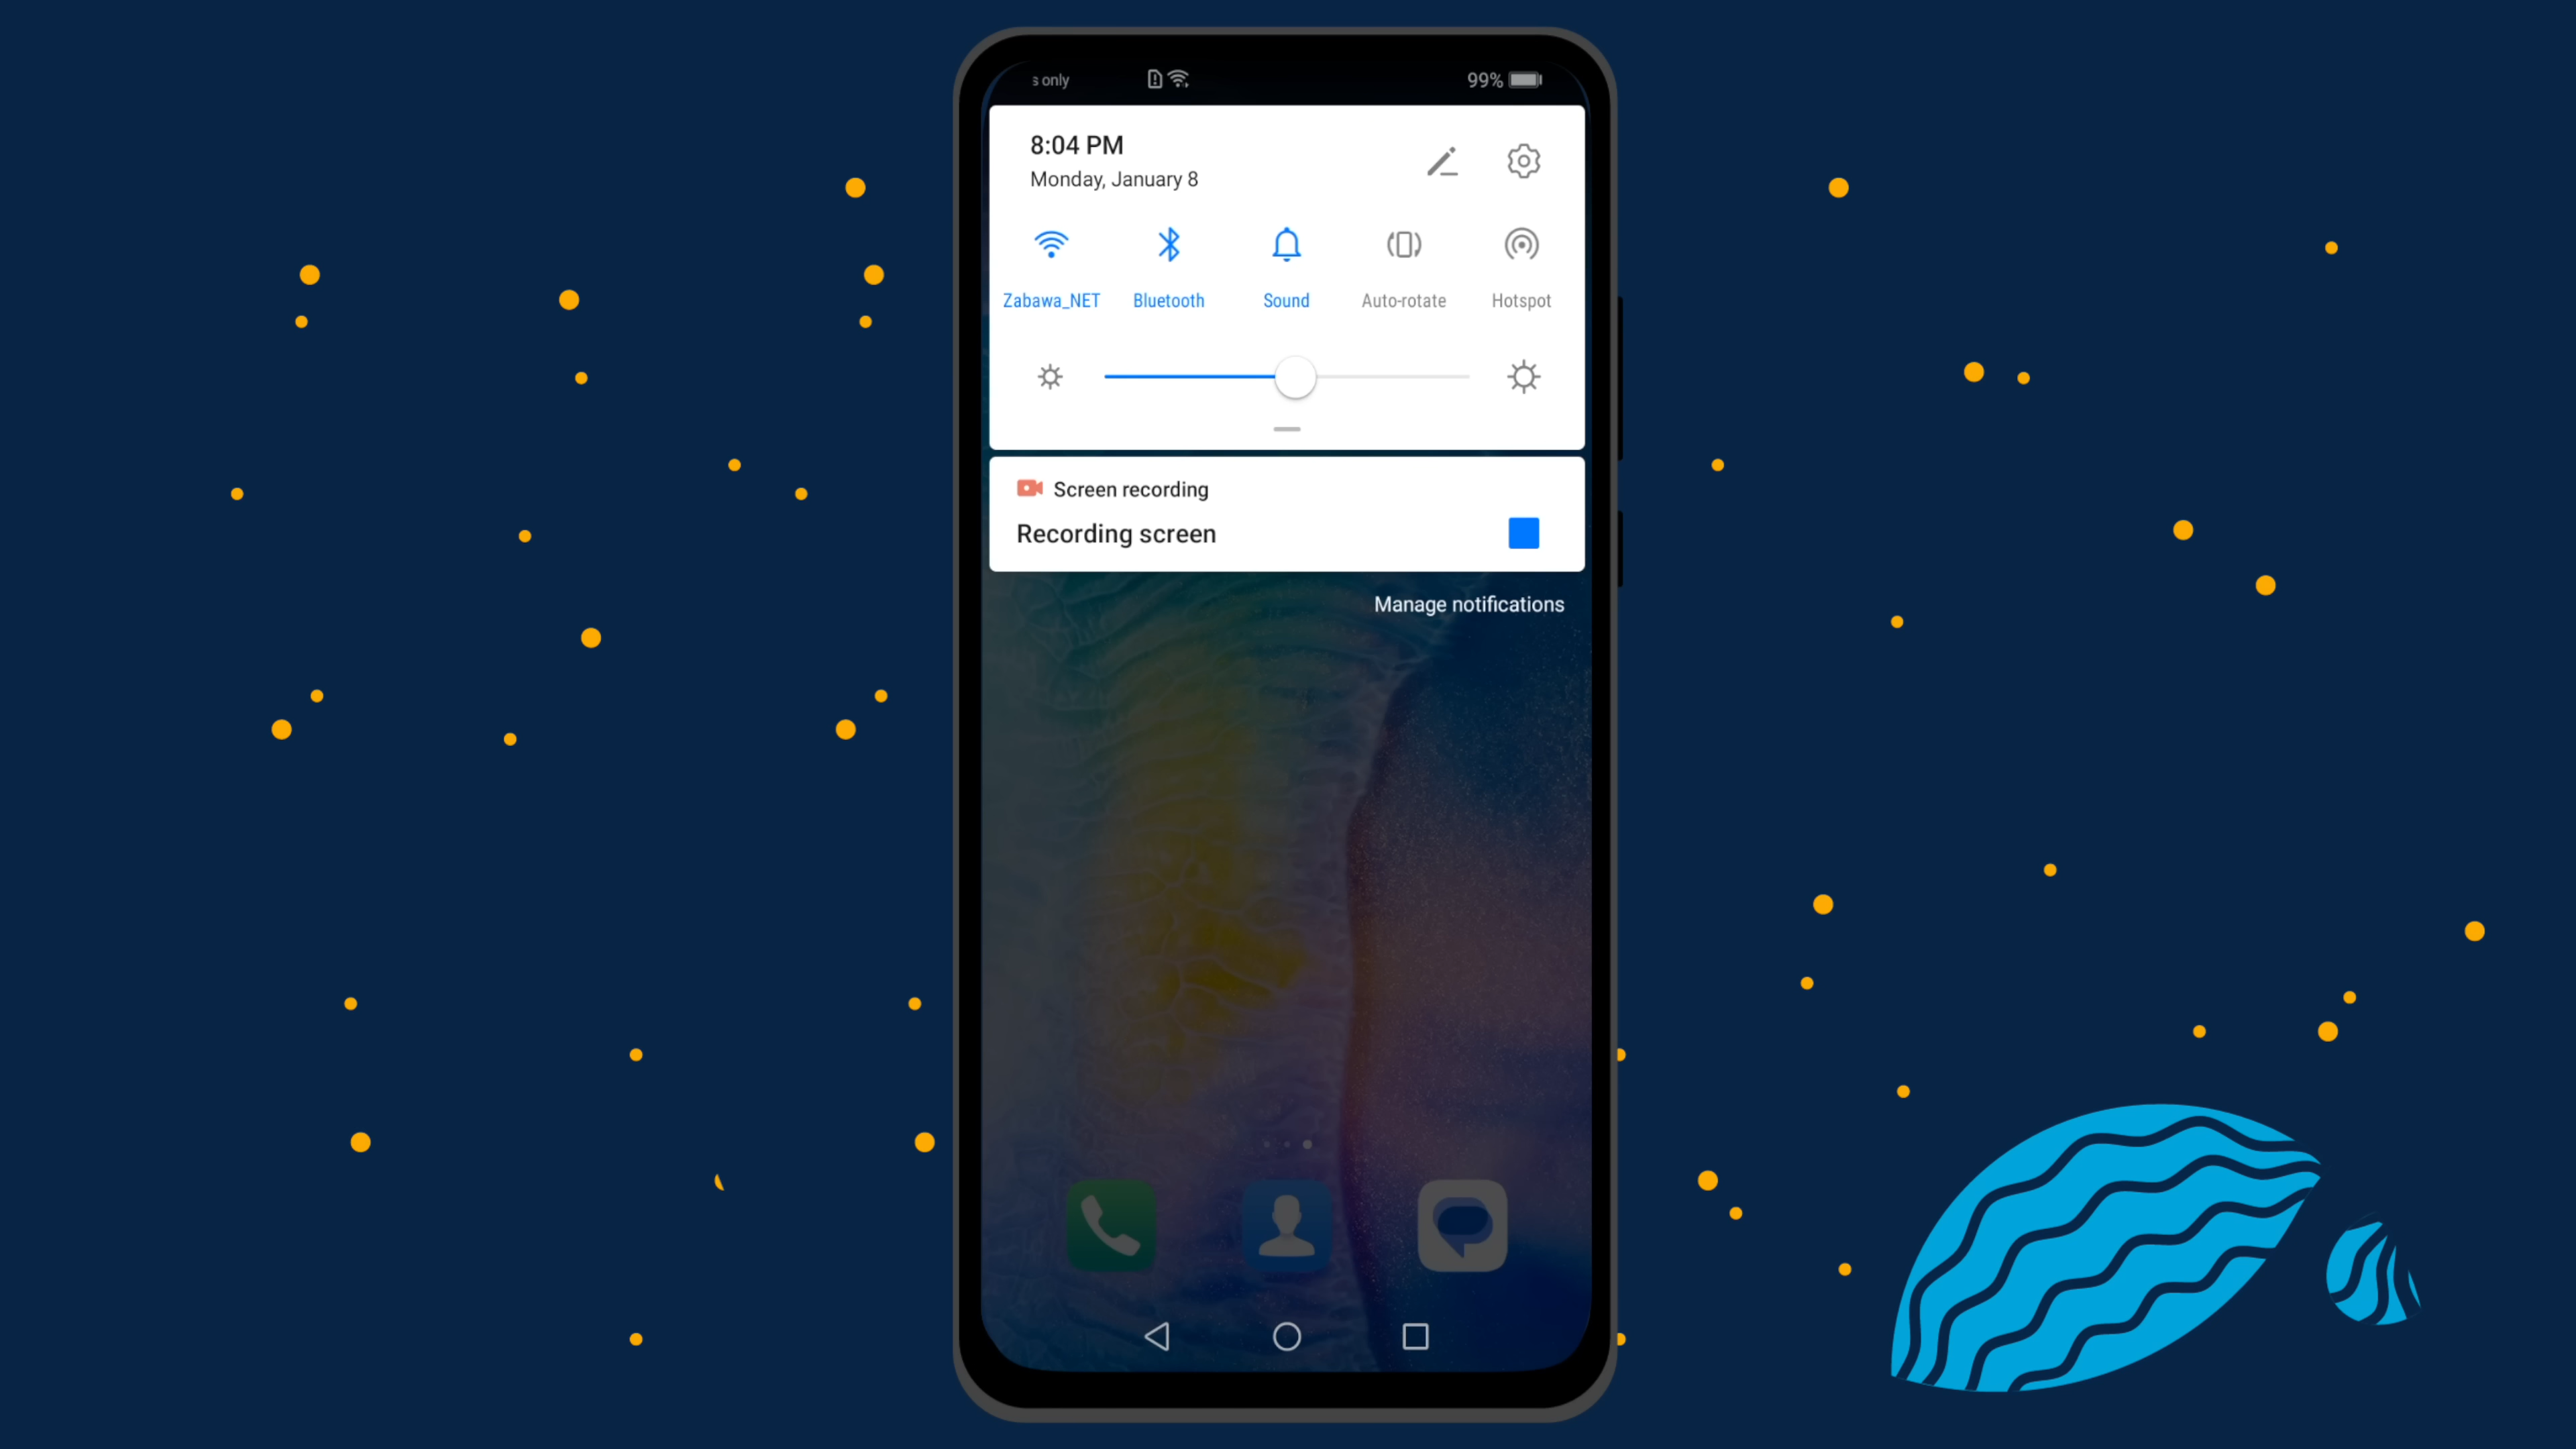 s only
99%
8:04 PM
Monday, January 8
Zabawa_NET Bluetooth Sound Auto-rotate Hotspot
Screen recording
Recording screen
Manage notifications